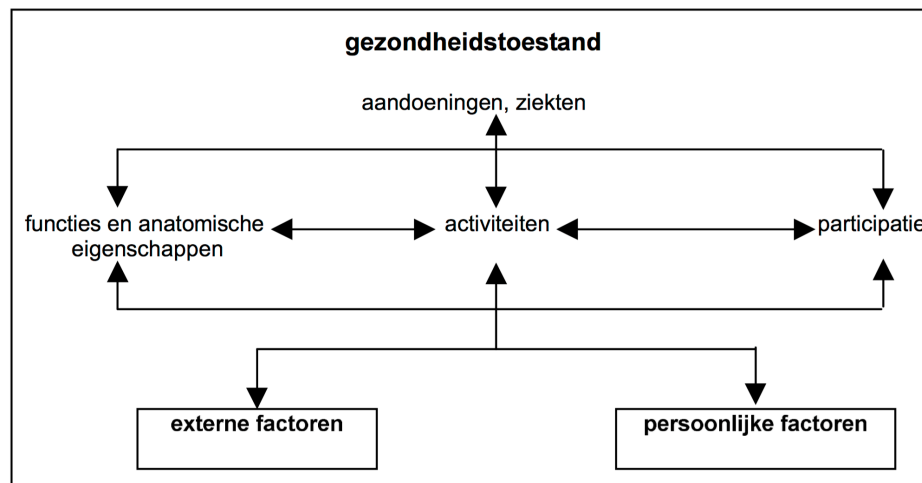 gezondheidstoestand
aandoeningen, ziekten
functies en anatomische
eigenschappen
activiteiten
participatie
externe factoren
persoonlijke factoren